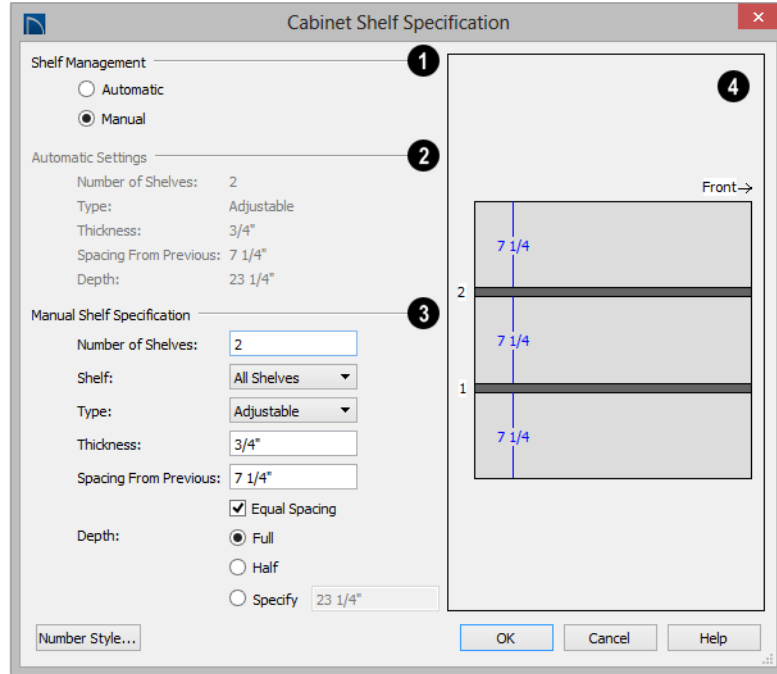 Cabinet Shelf Specification
Shelf Management
1
Automatic
Manual
Automatic Settings
2
Number of Shelves: 2
Type: Adjustable
Thickness: 3/4"
Spacing From Previous: 7 1/4"
Depth: 23 1/4"
Manual Shelf Specification
3
Number of Shelves: 2
Shelf: All Shelves
Type: Adjustable
Thickness: 3/4"
Spacing From Previous: 7 1/4"
Equal Spacing
Depth: Full
Half
Specify 23 1/4"
4
Front
7 1/4
2
7 1/4
1
7 1/4
Number Style...
OK
Cancel
Help